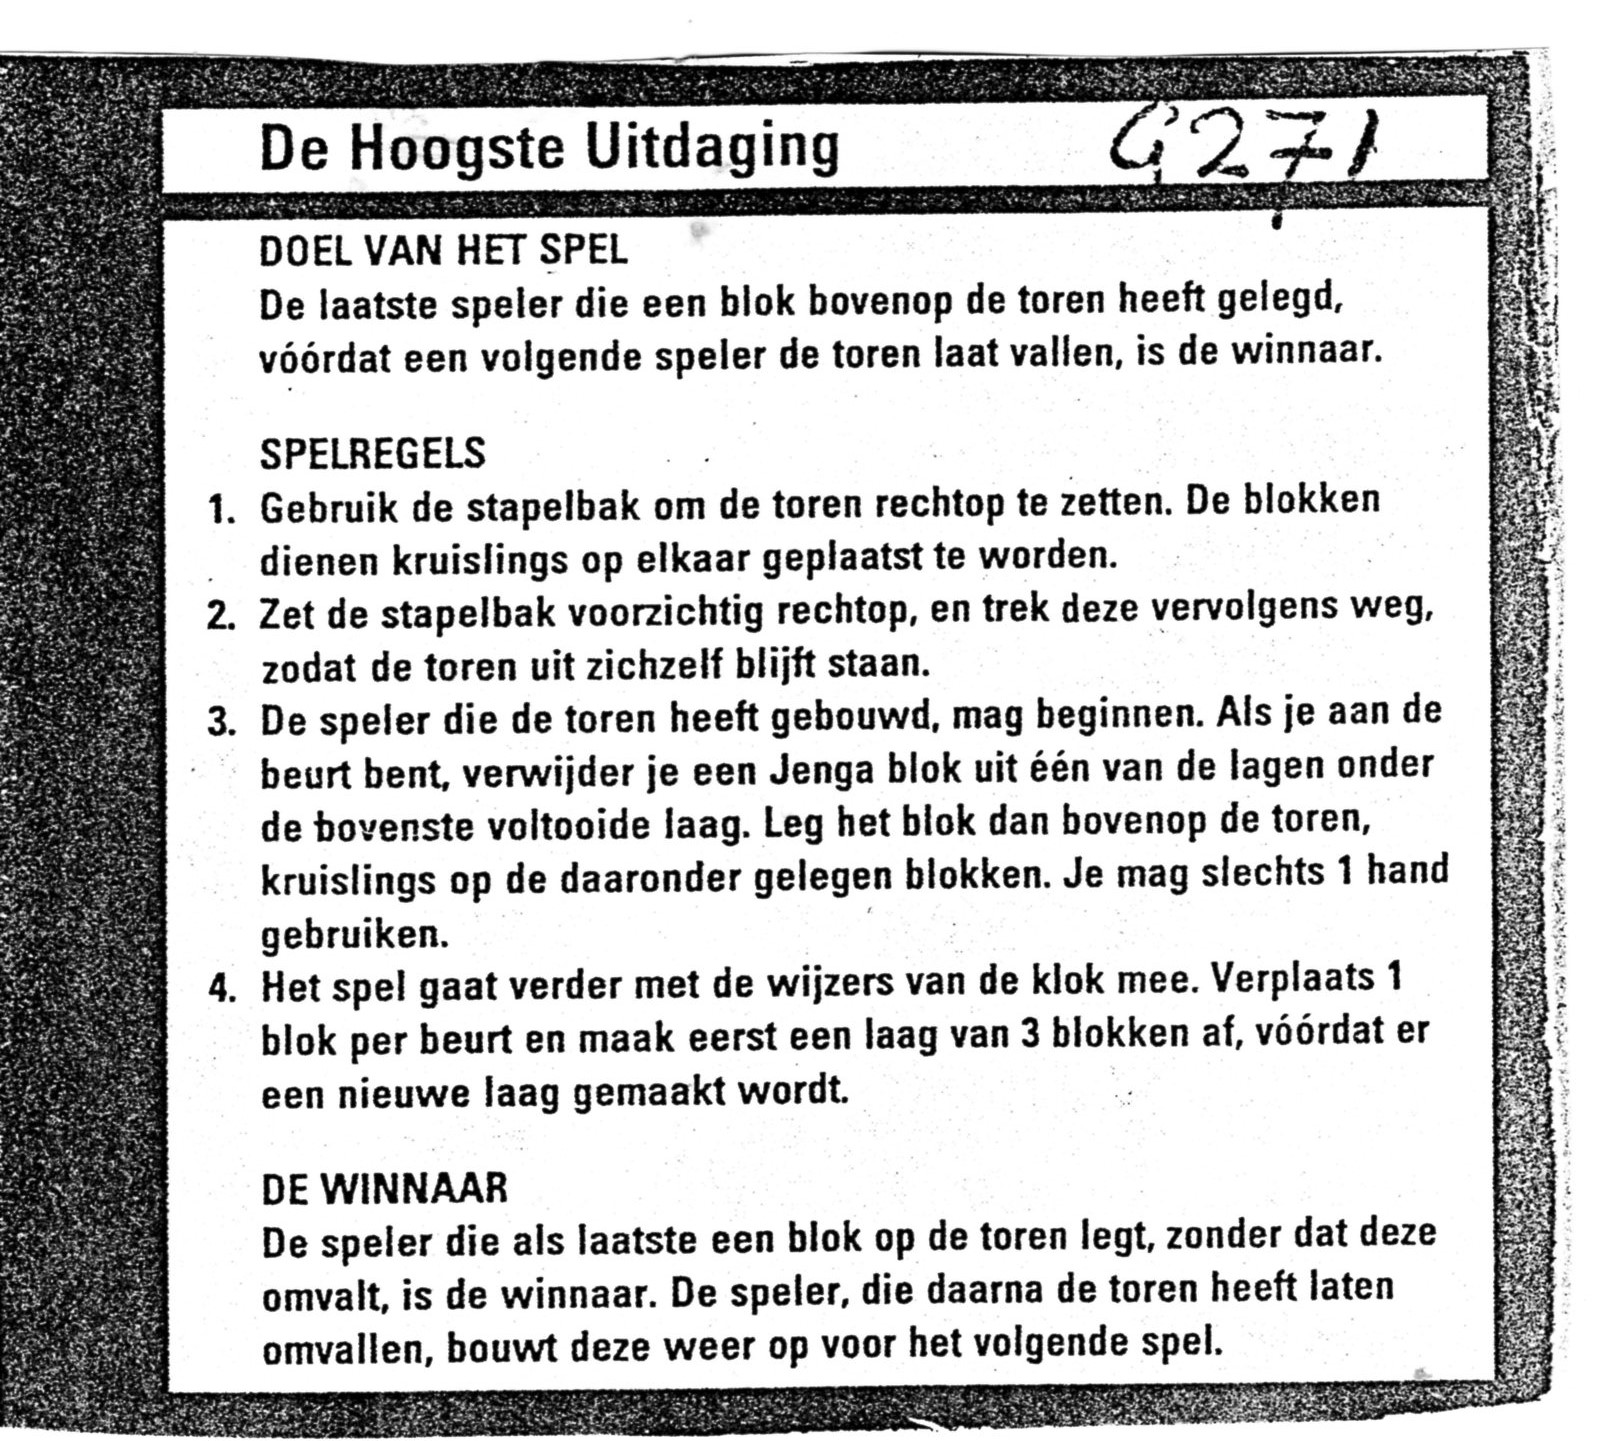 De Hoogste Uitdaging
G271
DOEL VAN HET SPEL
De laatste speler die een blok bovenop de toren heeft gelegd,
vóórdat een volgende speler de toren laat vallen, is de winnaar.
SPELREGELS
1. Gebruik de stapelbak om de toren rechtop te zetten. De blokken
dienen kruislings op elkaar geplaatst te worden.
2. Zet de stapelbak voorzichtig rechtop, en trek deze vervolgens weg,
zodat de toren uit zichzelf blijft staan.
3. De speler die de toren heeft gebouwd, mag beginnen. Als je aan de
beurt bent, verwijder je een Jenga blok uit één van de lagen onder
de bovenste voltooide laag. Leg het blok dan bovenop de toren,
kruislings op de daaronder gelegen blokken. Je mag slechts 1 hand
gebruiken.
4. Het spel gaat verder met de wijzers van de klok mee. Verplaats 1
blok per beurt en maak eerst een laag van 3 blokken af, vóórdat er
een nieuwe laag gemaakt wordt.
DE WINNAAR
De speler die als laatste een blok op de toren legt, zonder dat deze
omvalt, is de winnaar. De speler, die daarna de toren heeft laten
omvallen, bouwt deze weer op voor het volgende spel.